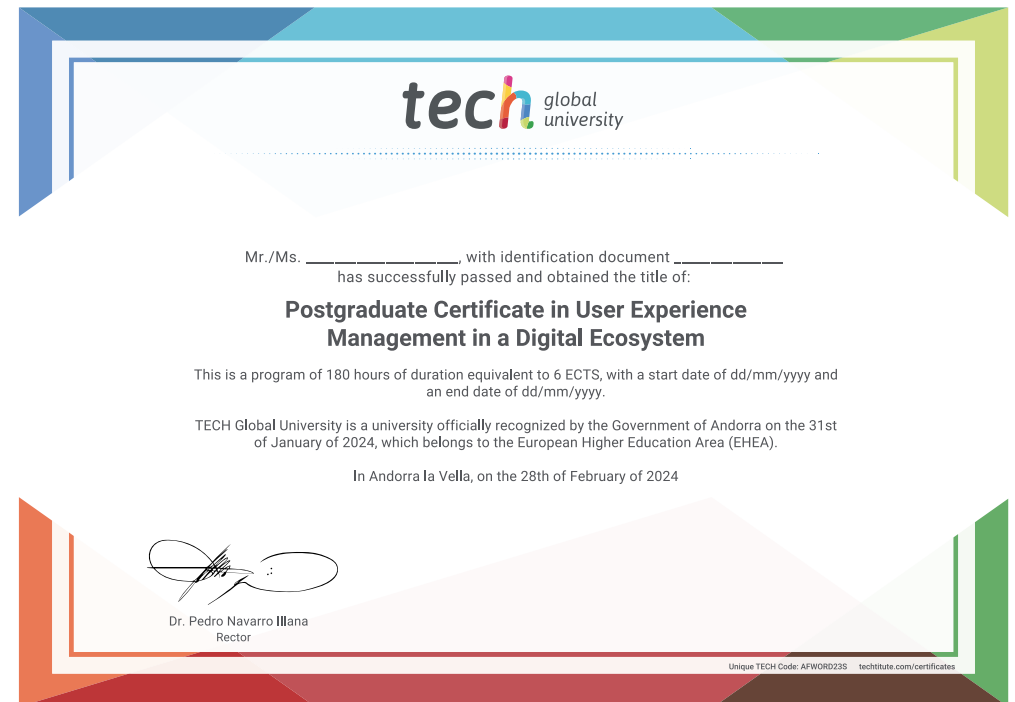 tech global
university
Mr./Ms. ______________, with identification document __________
has successfully passed and obtained the title of:
Postgraduate Certificate in User Experience
Management in a Digital Ecosystem
This is a program of 180 hours of duration equivalent to 6 ECTS, with a start date of dd/mm/yyyy and
an end date of dd/mm/yyyy.
TECH Global University is a university officially recognized by the Government of Andorra on the 31st
of January of 2024, which belongs to the European Higher Education Area (EHEA).
In Andorra la Vella, on the 28th of February of 2024
Dr. Pedro Navarro Illana
Rector
Unique TECH Code: AFWORD23S techtitute.com/certificates